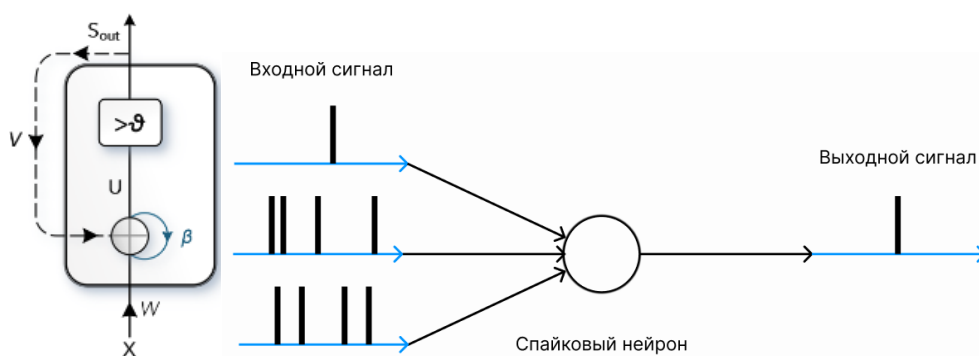 S_out
V
>ϑ
U
β
W
X
Входной сигнал
Выходной сигнал
Спайковый нейрон